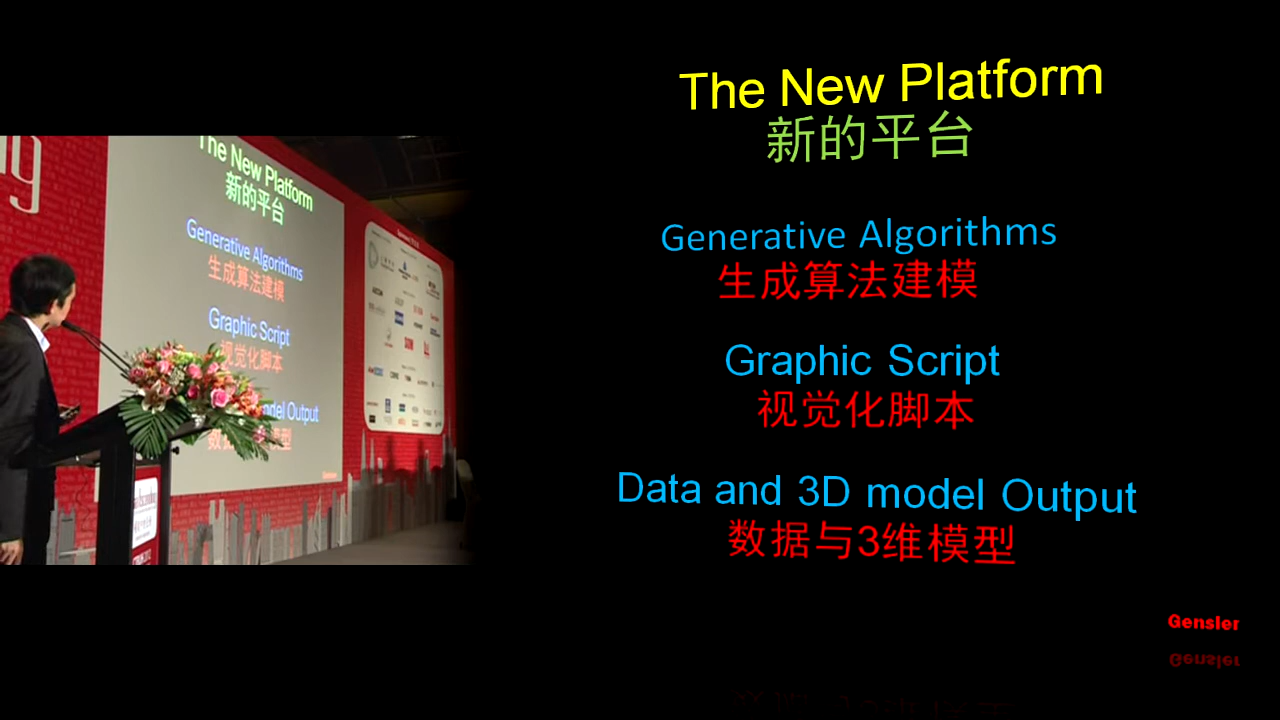 The New Platform
新的平台
Generative Algorithms
生成算法建模
Graphic Script
视觉化脚本
Data and 3D model Output
数据与3维模型
Gensler
The New Platform
新的平台
Generative Algorithms
生成算法建模
Graphic Script
视觉化脚本
model Output